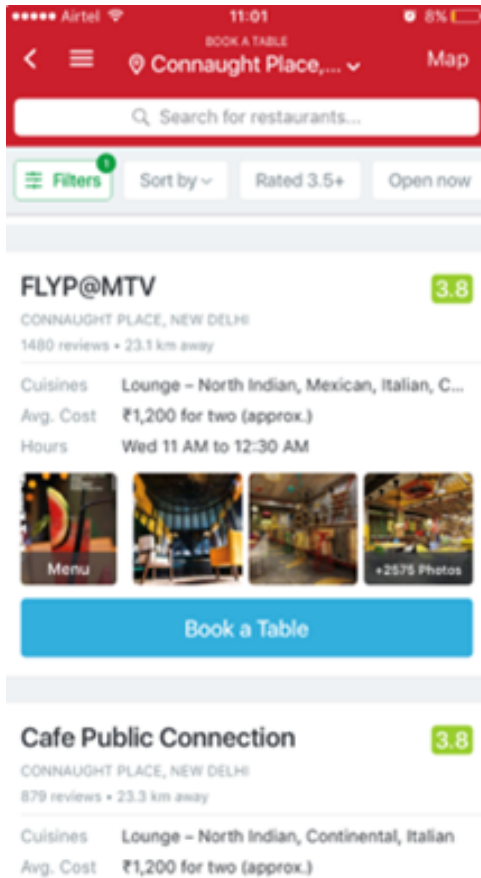 Airtel 11:01 8%
BOOK A TABLE
Connaught Place,... Map
Search for restaurants...
Filters 1 Sort by Rated 3.5+ Open now
FLYP@MTV 3.8
CONNAUGHT PLACE, NEW DELHI
1480 reviews • 23.1 km away
Cuisines Lounge – North Indian, Mexican, Italian, C...
Avg. Cost ₹1,200 for two (approx.)
Hours Wed 11 AM to 12:30 AM
Menu +2575 Photos
Book a Table
Cafe Public Connection 3.8
CONNAUGHT PLACE, NEW DELHI
879 reviews • 23.3 km away
Cuisines Lounge – North Indian, Continental, Italian
Avg. Cost ₹1,200 for two (approx.)